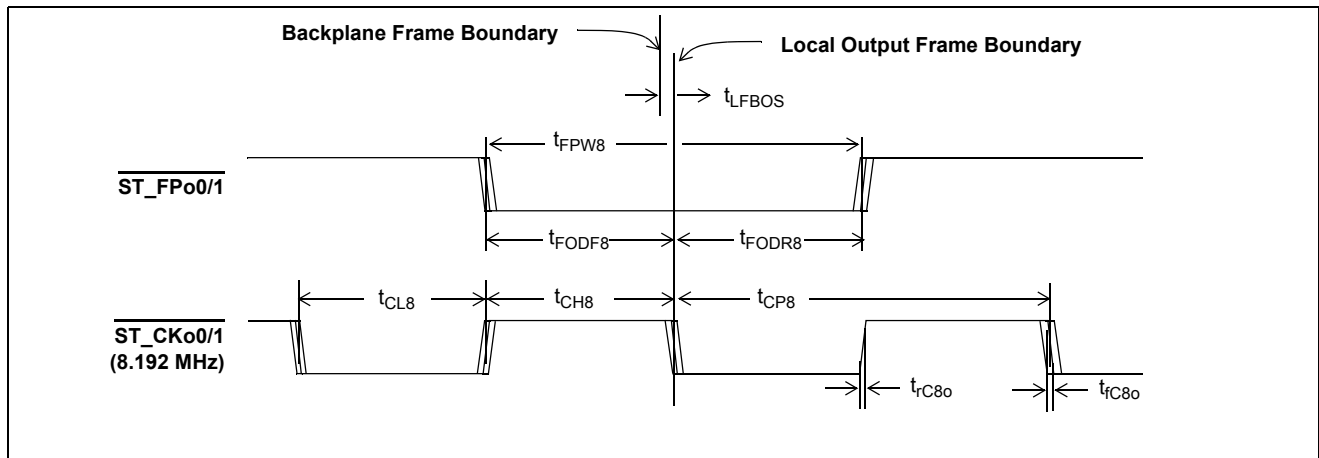 Backplane Frame Boundary
Local Output Frame Boundary
tLFBOS
tFPW8
ST_FPo0/1
tFODF8
tFODR8
tCL8
tCH8
tCP8
ST_CKo0/1
(8.192 MHz)
trC8o
tfC8o